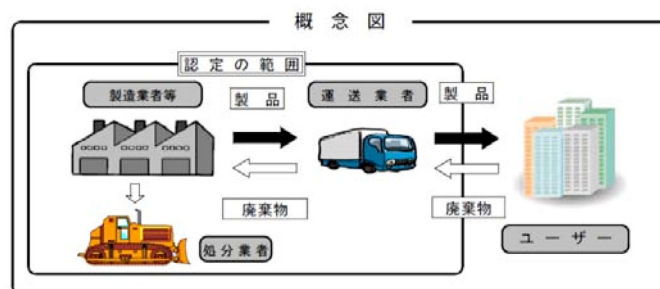 概念図
認定の範囲
製造業者等
製品
運送業者
製品
廃棄物
廃棄物
処分業者
ユーザー